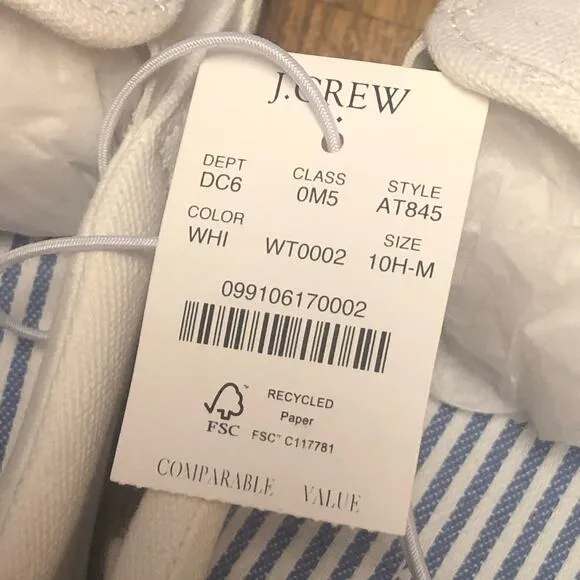 J.CREW
DEPT CLASS STYLE
DC6 0M5 AT845
COLOR SIZE
WHI WT0002 10H-M
099106170002
FSC
RECYCLED
Paper
FSC™ C117781
COMPARABLE VALUE